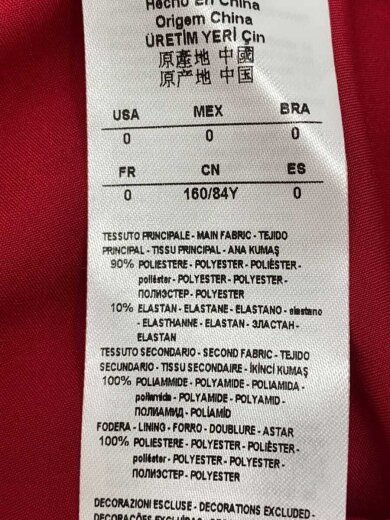 Hecho En China
Origem China
ÜRETİM YERİ Çin
原產地 中國
原产地 中国
USA MEX BRA
0 0 0
FR CN ES
0 160/84Y 0
TESSUTO PRINCIPALE - MAIN FABRIC - TEJIDO
PRINCIPAL - TISSU PRINCIPAL - ANA KUMAŞ
90% POLIESTERE - POLYESTER - POLIÉSTER -
poliéster - POLYESTER - POLYESTER -
ПОЛИЭСТЕР - POLYESTER
10% ELASTAN - ELASTANE - ELASTANO - elastano
- ELASTHANNE - ELASTAN - ЭЛАСТАН -
ELASTAN
TESSUTO SECONDARIO - SECOND FABRIC - TEJIDO
SECUNDARIO - TISSU SECONDAIRE - İKİNCİ KUMAŞ
100% POLIAMMIDE - POLYAMIDE - POLIAMIDA -
poliamida - POLYAMIDE - POLYAMID -
ПОЛИАМИД - POLİAMİD
FODERA - LINING - FORRO - DOUBLURE - ASTAR
100% POLIESTERE - POLYESTER - POLIÉSTER -
poliéster - POLYESTER - POLYESTER -
ПОЛИЭСТЕР - POLYESTER
DECORAZIONI ESCLUSE - DECORATIONS EXCLUDED -